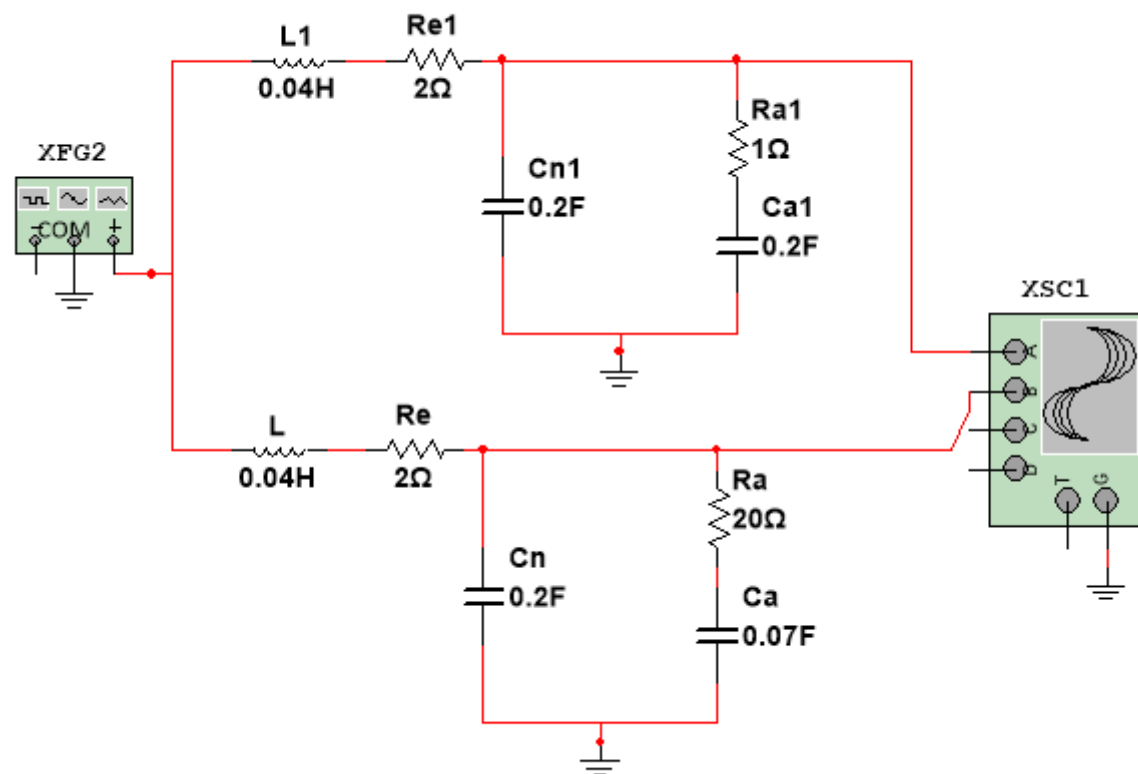 L1
0.04H
Re1
2Ω
Ra1
1Ω
XFG2
COM
Cn1
0.2F
Ca1
0.2F
XSC1
A
B
C
D
T
G
L
0.04H
Re
2Ω
Ra
20Ω
Cn
0.2F
Ca
0.07F